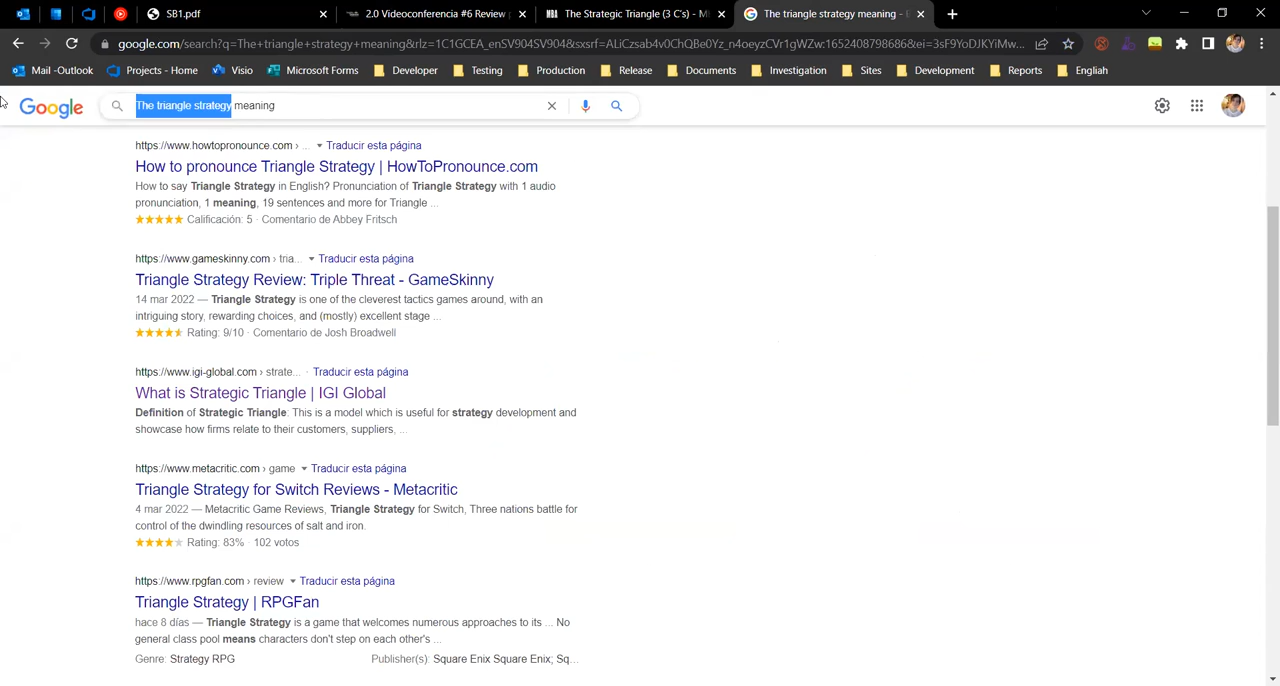 SB1.pdf
2.0 Videoconferencia #6 Review p
MBA
The Strategic Triangle (3 C's) - M
The triangle strategy meaning - B
google.com/search?q=The+triangle+strategy+meaning&rlz=1C1GCEA_enSV904SV904&sxsrf=ALiCzsab4v0ChQBe0Yz_n4oeyzCVr1gWZw:1652408798686&ei=3sF9YoDJKYiMw...
Mail -Outlook
Projects - Home
Visio
Microsoft Forms
Developer
Testing
Production
Release
Documents
Investigation
Sites
Development
Reports
Engliah
Google
The triangle strategy meaning
https://www.howtopronounce.com › ... Traducir esta página
How to pronounce Triangle Strategy | HowToPronounce.com
How to say Triangle Strategy in English? Pronunciation of Triangle Strategy with 1 audio
pronunciation, 1 meaning, 19 sentences and more for Triangle ...
Calificación: 5 · Comentario de Abbey Fritsch
https://www.gameskinny.com › tria... Traducir esta página
Triangle Strategy Review: Triple Threat - GameSkinny
14 mar 2022 — Triangle Strategy is one of the cleverest tactics games around, with an
intriguing story, rewarding choices, and (mostly) excellent stage ...
Rating: 9/10 · Comentario de Josh Broadwell
https://www.igi-global.com › strate... · Traducir esta página
What is Strategic Triangle | IGI Global
Definition of Strategic Triangle: This is a model which is useful for strategy development and
showcase how firms relate to their customers, suppliers, ...
https://www.metacritic.com › game Traducir esta página
Triangle Strategy for Switch Reviews - Metacritic
4 mar 2022 — Metacritic Game Reviews, Triangle Strategy for Switch, Three nations battle for
control of the dwindling resources of salt and iron.
Rating: 83% · 102 votos
https://www.rpgfan.com › review Traducir esta página
Triangle Strategy | RPGFan
hace 8 días — Triangle Strategy is a game that welcomes numerous approaches to its ... No
general class pool means characters don't step on each other's ...
Genre: Strategy RPG
Publisher(s): Square Enix Square Enix; Sq...